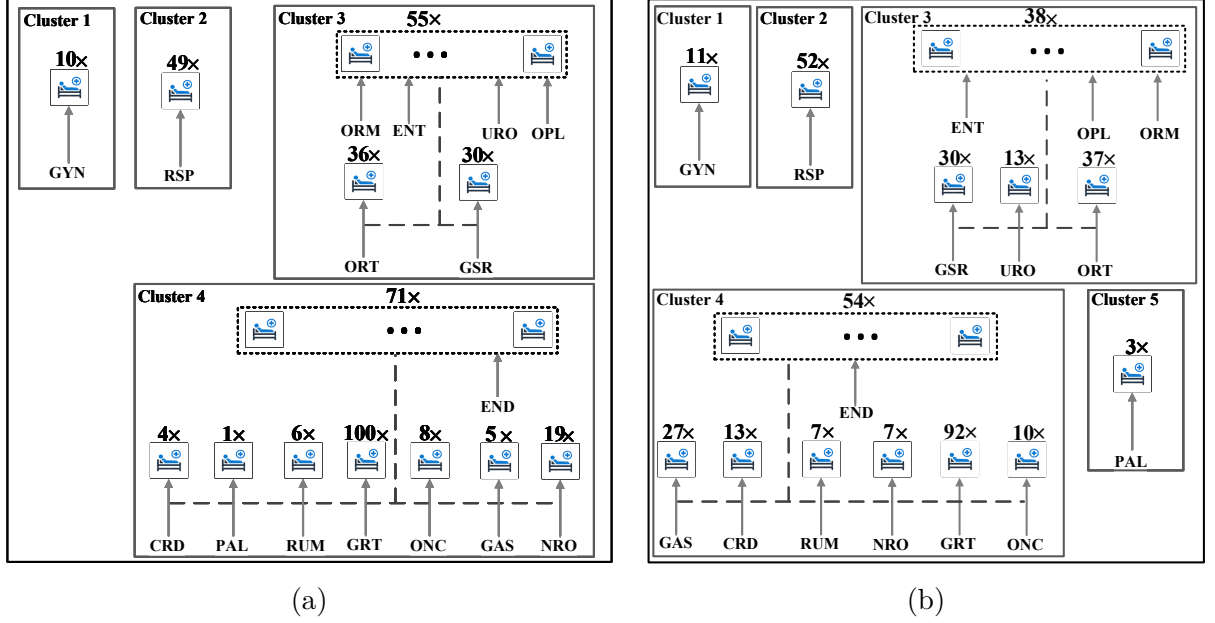 Cluster 1
10×
GYN
Cluster 2
49×
RSP
Cluster 3
55×
ORM ENT URO OPL
36× 30×
ORT GSR
Cluster 4
71×
END
4× 1× 6× 100× 8× 5× 19×
CRD PAL RUM GRT ONC GAS NRO
(a)
Cluster 1
11×
GYN
Cluster 2
52×
RSP
Cluster 3
38×
ENT OPL ORM
30× 13× 37×
GSR URO ORT
Cluster 4
54×
END
27× 13× 7× 7× 92× 10×
GAS CRD RUM NRO GRT ONC
Cluster 5
3×
PAL
(b)